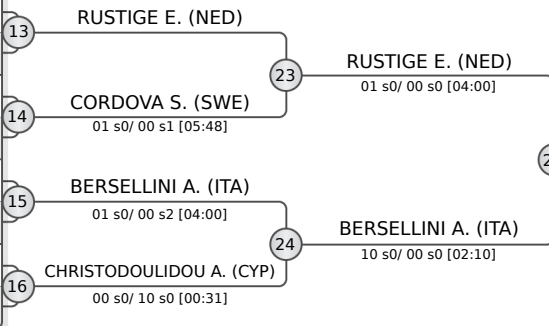 13
RUSTIGE E. (NED)
14
CORDOVA S. (SWE)
01 s0/ 00 s1 [05:48]
23
RUSTIGE E. (NED)
01 s0/ 00 s0 [04:00]
15
BERSELLINI A. (ITA)
01 s0/ 00 s2 [04:00]
16
CHRISTODOULIDOU A. (CYP)
00 s0/ 10 s0 [00:31]
24
BERSELLINI A. (ITA)
10 s0/ 00 s0 [02:10]